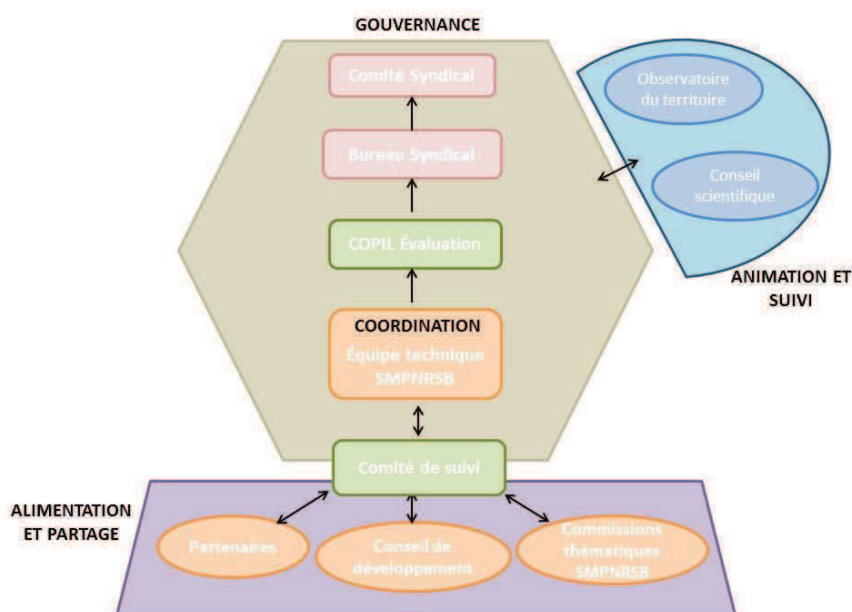 GOUVERNANCE
Comité Syndical
Bureau Syndical
COPIL Évaluation
COORDINATION
Équipe technique
SMPNRSB
Comité de suivi
Observatoire
du territoire
Conseil
scientifique
ANIMATION ET
SUIVI
ALIMENTATION
ET PARTAGE
Partenaires
Conseil de
développement
Commissions
thématiques
SMPNRSB